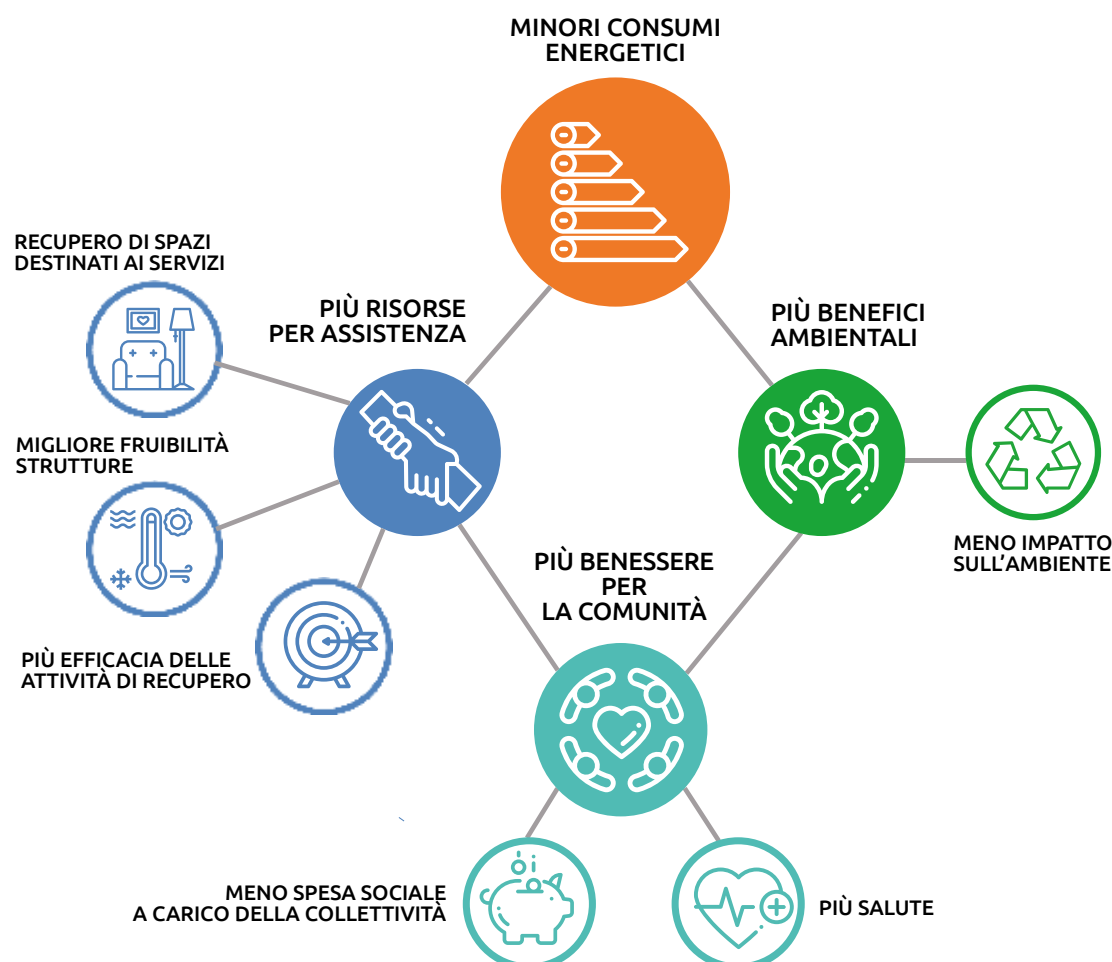 MINORI CONSUMI
ENERGETICI
RECUPERO DI SPAZI
DESTINATI AI SERVIZI
PIÙ RISORSE
PER ASSISTENZA
PIÙ BENEFICI
AMBIENTALI
MIGLIORE FRUIBILITÀ
STRUTTURE
MENO IMPATTO
SULL’AMBIENTE
PIÙ BENESSERE
PER
LA COMUNITÀ
PIÙ EFFICACIA DELLE
ATTIVITÀ DI RECUPERO
MENO SPESA SOCIALE
A CARICO DELLA COLLETTIVITÀ
PIÙ SALUTE